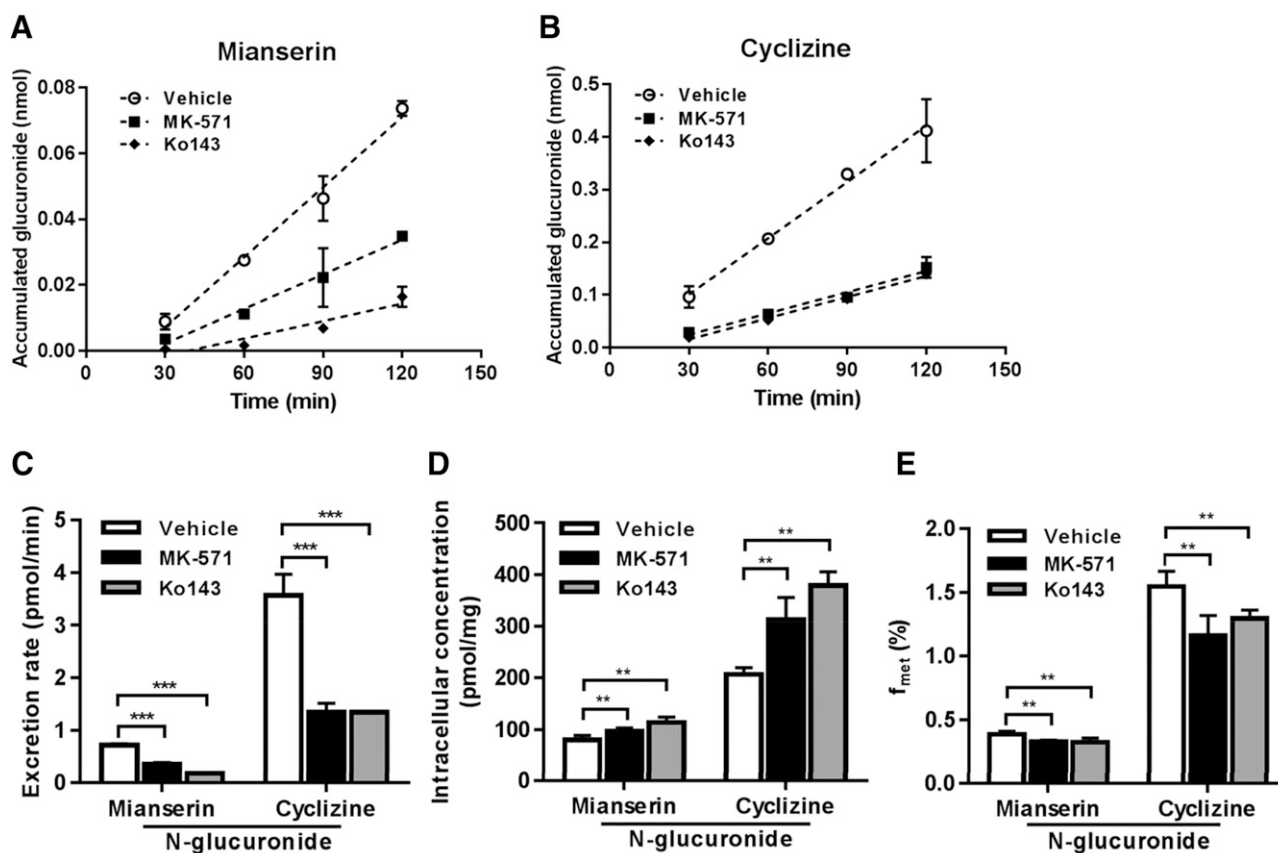 A
Mianserin
Accumulated glucuronide (nmol)
0.08
0.06
0.04
0.02
0.00
Vehicle
MK-571
Ko143
0 30 60 90 120 150
Time (min)
B
Cyclizine
Accumulated glucuronide (nmol)
0.5
0.4
0.3
0.2
0.1
0.0
Vehicle
MK-571
Ko143
0 30 60 90 120 150
Time (min)
C
Excretion rate (pmol/min)
5
4
3
2
1
0
Vehicle
MK-571
Ko143
***
***
***
***
Mianserin Cyclizine
N-glucuronide
D
Intracellular concentration
(pmol/mg)
500
400
300
200
100
0
Vehicle
MK-571
Ko143
**
**
**
**
Mianserin Cyclizine
N-glucuronide
E
fmet (%)
2.0
1.5
1.0
0.5
0.0
Vehicle
MK-571
Ko143
**
**
**
**
Mianserin Cyclizine
N-glucuronide